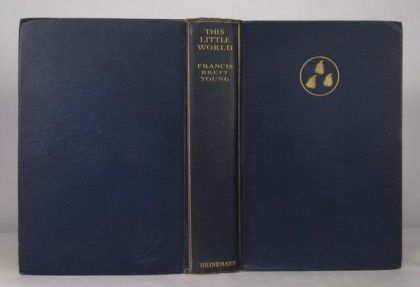 THIS
LITTLE
WORLD
FRANCIS
BRETT
YOUNG
HEINEMANN